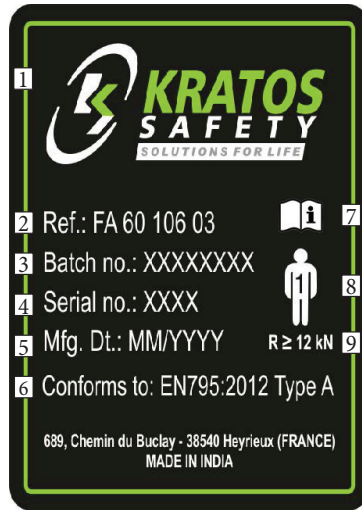 1
KRATOS
SAFETY
SOLUTIONS FOR LIFE
2 Ref.: FA 60 106 03
i 7
3 Batch no.: XXXXXXXX
4 Serial no.: XXXX
1 8
5 Mfg. Dt.: MM/YYYY
R ≥ 12 kN 9
6 Conforms to: EN795:2012 Type A
689, Chemin du Buclay - 38540 Heyrieux (FRANCE)
MADE IN INDIA